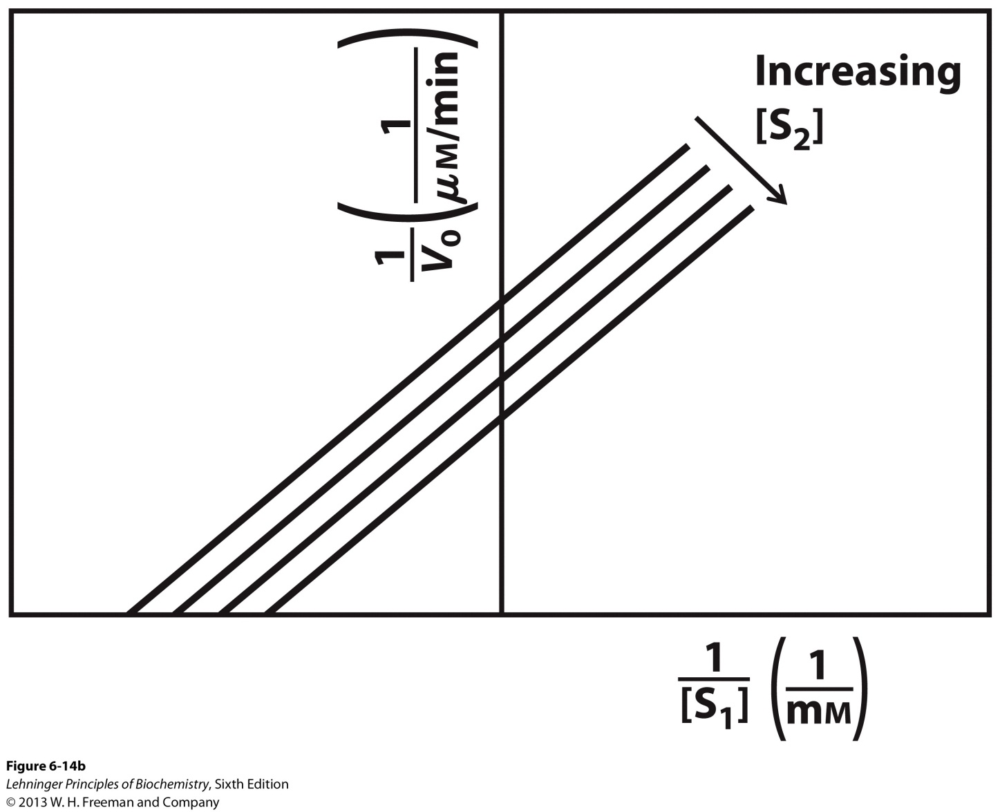 1/V₀ (1/μM/min)
Increasing
[S₂]
1/[S₁] (1/mM)
Figure 6-14b
Lehninger Principles of Biochemistry, Sixth Edition
© 2013 W. H. Freeman and Company